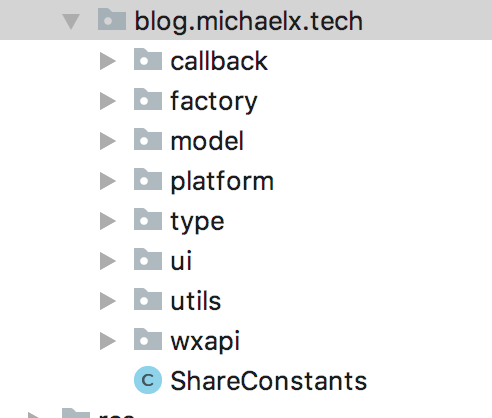 blog.michaelx.tech
callback
factory
model
platform
type
ui
utils
wxapi
C ShareConstants